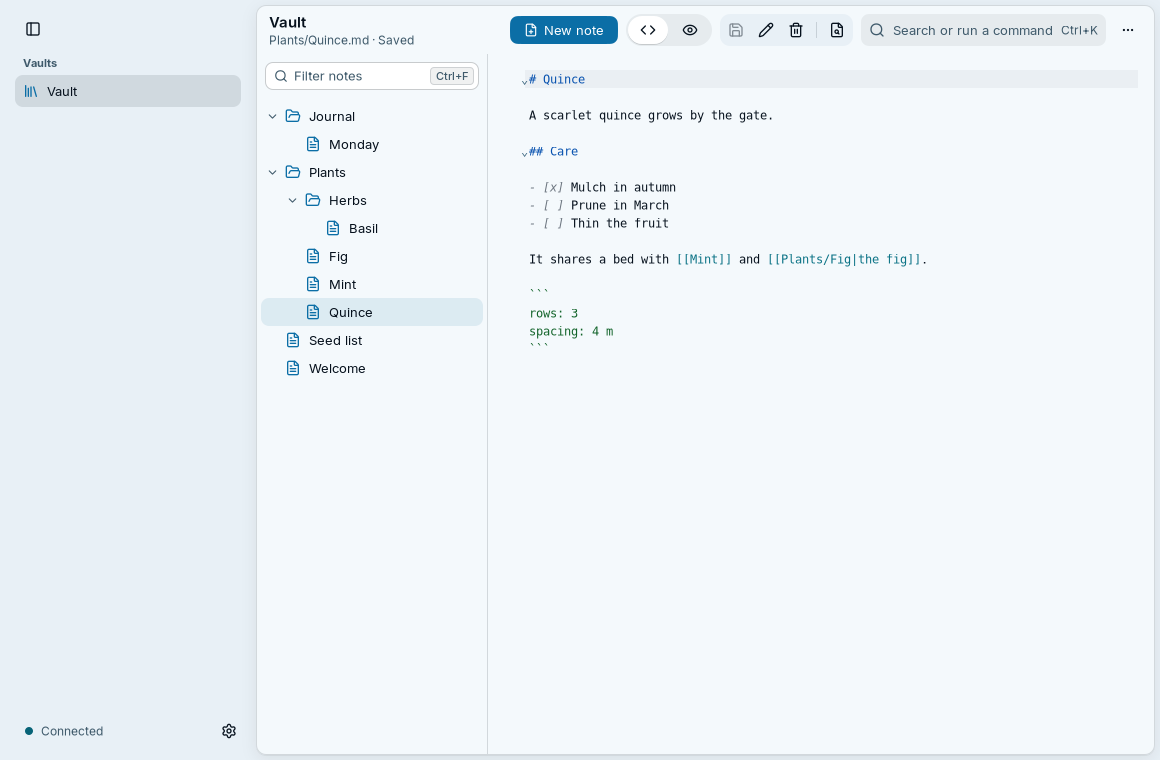 Vaults
Vault
Connected
Vault
Plants/Quince.md · Saved
New note
Search or run a command Ctrl+K
Filter notes Ctrl+F
Journal
Monday
Plants
Herbs
Basil
Fig
Mint
Quince
Seed list
Welcome
# Quince
A scarlet quince grows by the gate.
## Care
- [x] Mulch in autumn
- [ ] Prune in March
- [ ] Thin the fruit
It shares a bed with [[Mint]] and [[Plants/Fig|the fig]].
```
rows: 3
spacing: 4 m
```